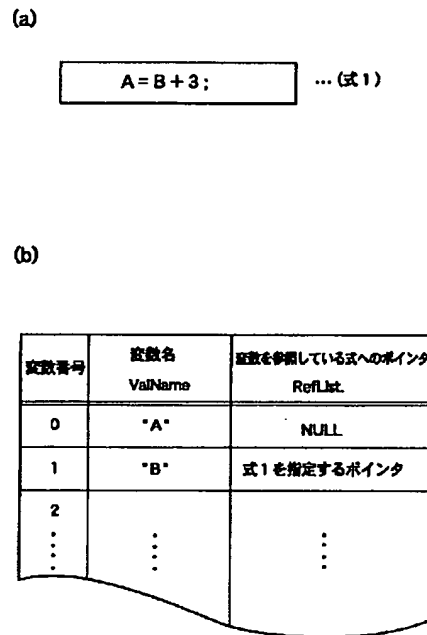 (a)
A = B + 3 ; … (式1)
(b)
変数番号 変数名 ValName 変数を参照している式へのポインタ RefList.
0 "A" NULL
1 "B" 式1を指定するポインタ
2